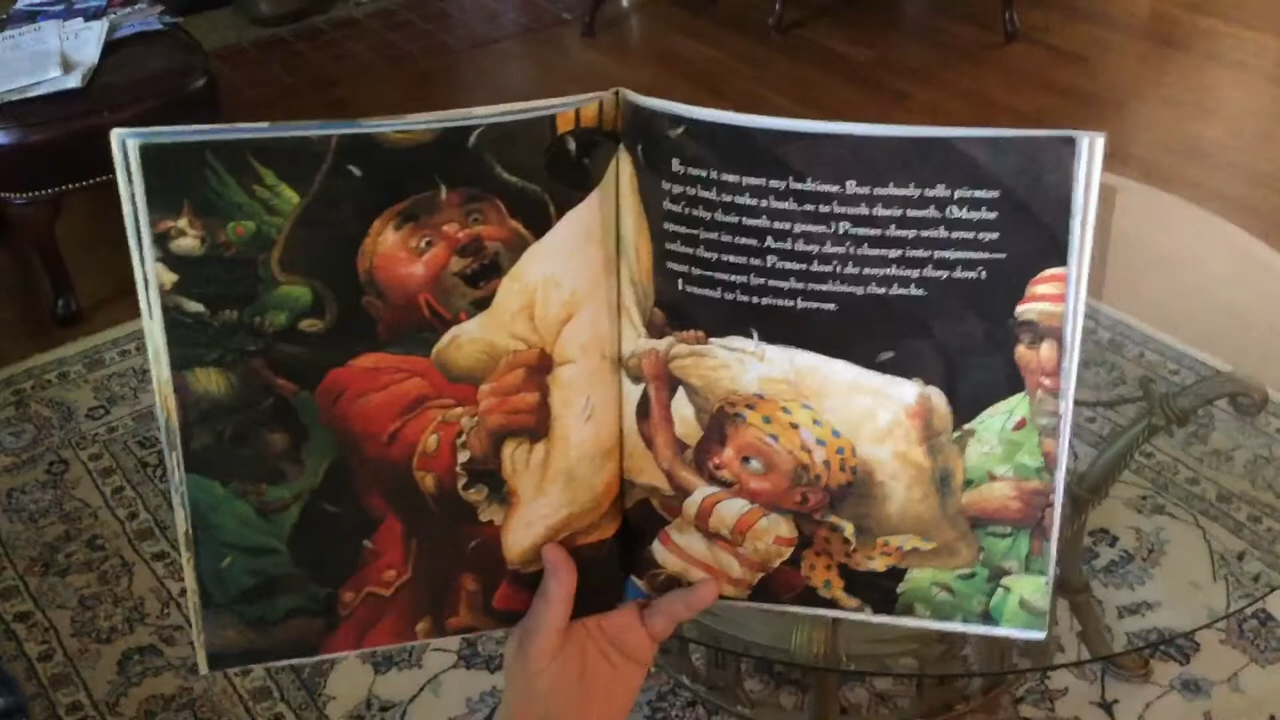 JOURNAL
By now it was past my bedtime. But nobody tells pirates
to go to bed, to take a bath, or to brush their teeth. (Maybe
that's why their teeth are green.) Pirates sleep with one eye
open—just in case. And they don't change into pajamas—
unless they want to. Pirates don't do anything they don't
want to—except for maybe swabbing the decks.
I wanted to be a pirate forever.